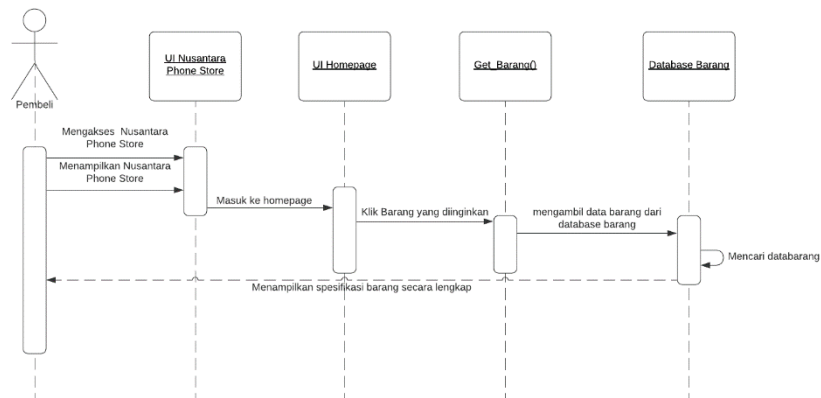 UI Nusantara
Phone Store
UI Homepage
Get_Barang()
Database Barang
Pembeli
Mengakses Nusantara
Phone Store
Menampilkan Nusantara
Phone Store
Masuk ke homepage
Klik Barang yang diinginkan
mengambil data barang dari
database barang
Mencari databarang
Menampilkan spesifikasi barang secara lengkap